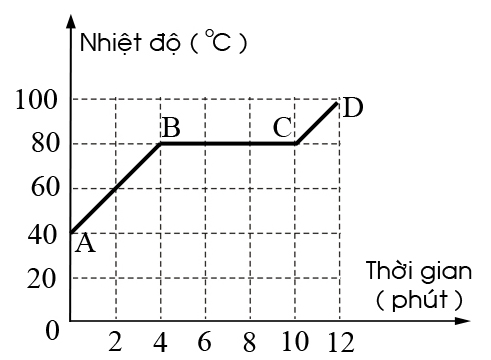 Nhiệt độ ( °C )
100
D
B
C
80
60
40
A
20
Thời gian
( phút )
0
2 4 6 8 10 12